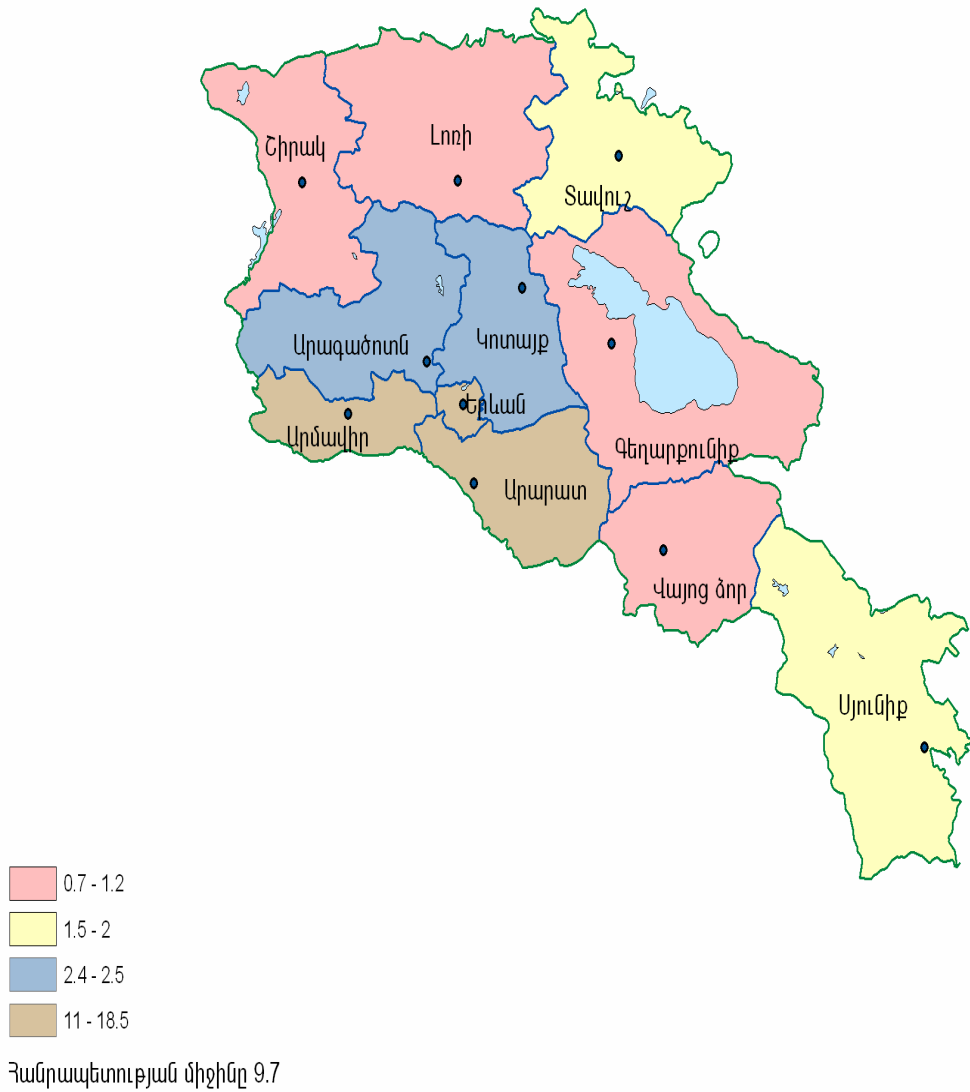 Շիրակ
Լոռի
Տավուշ
Արագածոտն
Կոտայք
Երևան
Արմավիր
Գեղարքունիք
Արարատ
Վայոց ձոր
Սյունիք
0.7 - 1.2
1.5 - 2
2.4 - 2.5
11 - 18.5
Հանրապետության միջինը 9.7